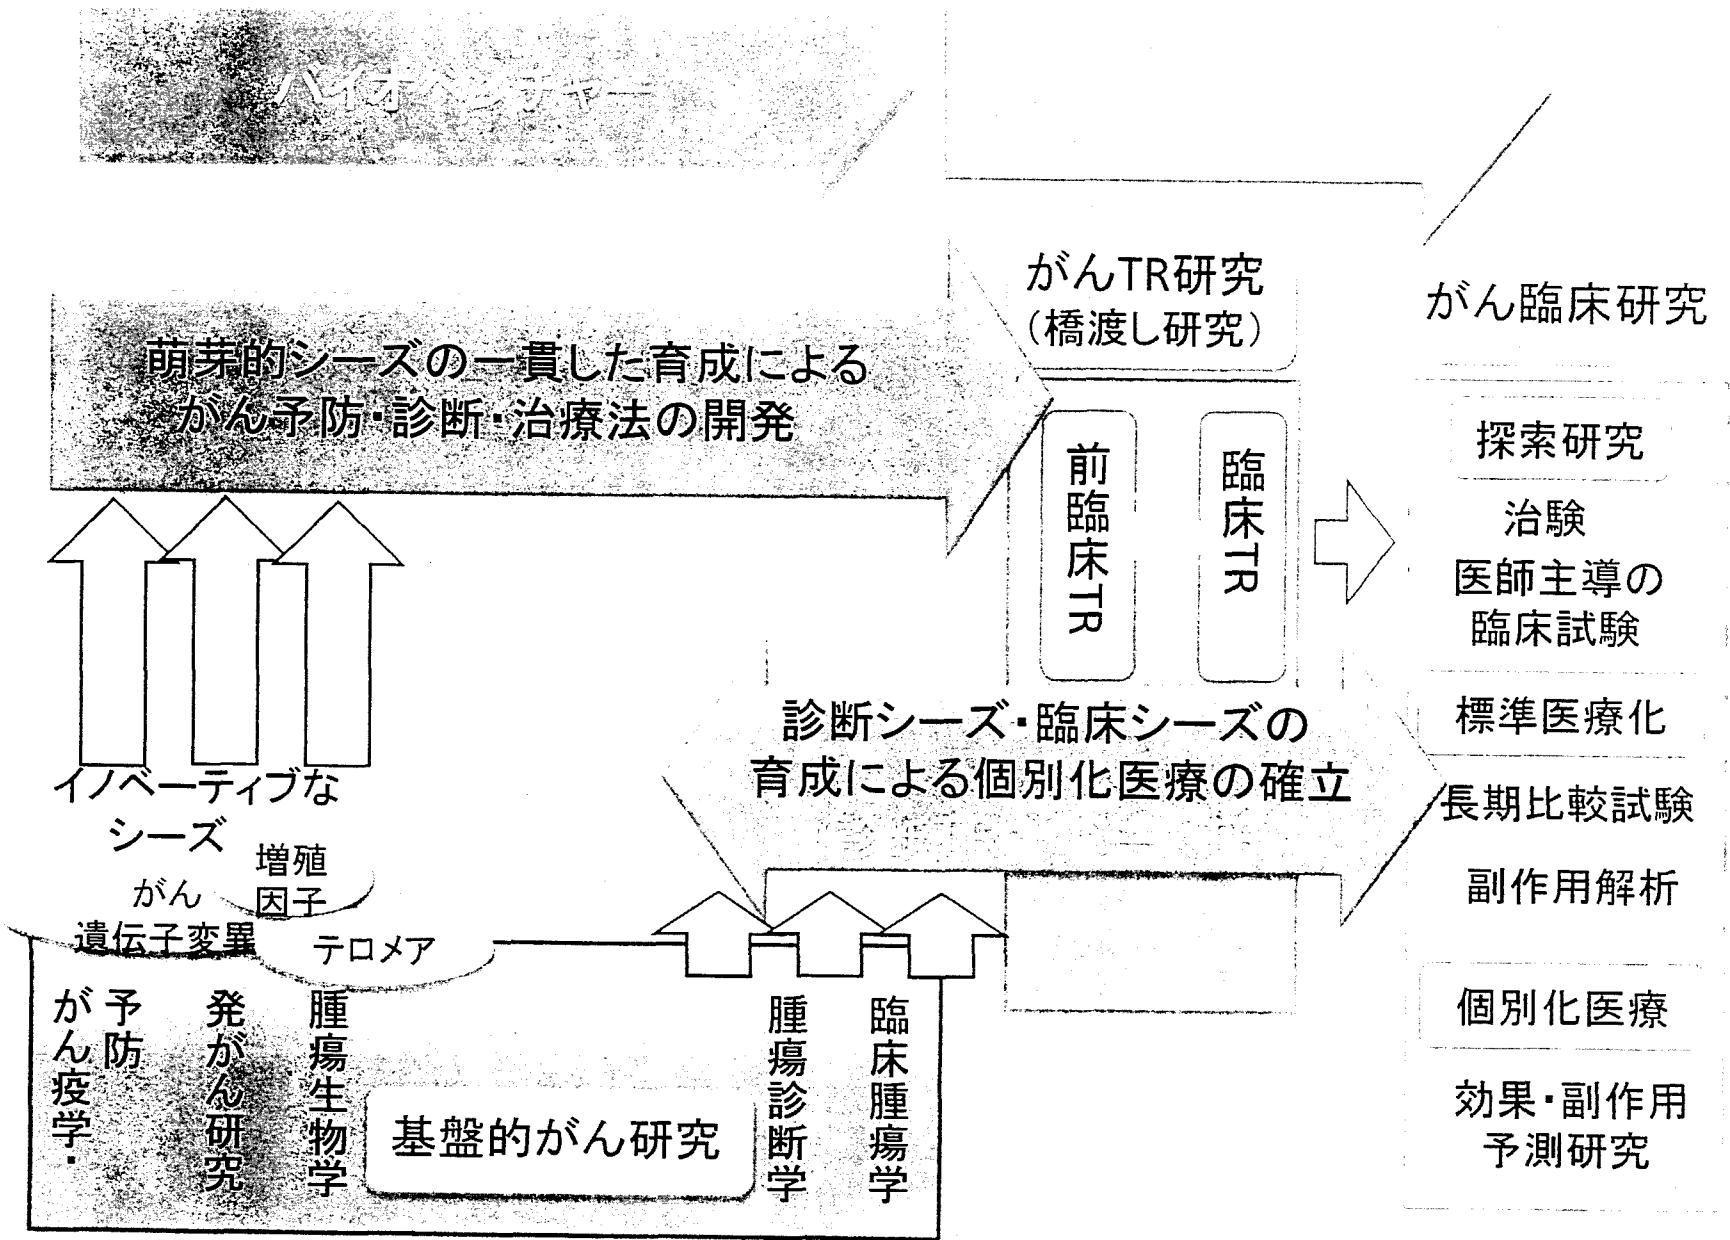 バイオベンチャー
がんTR研究
（橋渡し研究）
がん臨床研究
萌芽的シーズの一貫した育成による
がん予防・診断・治療法の開発
前臨床TR
臨床TR
探索研究
治験
医師主導の
臨床試験
標準医療化
長期比較試験
副作用解析
個別化医療
効果・副作用
予測研究
診断シーズ・臨床シーズの
育成による個別化医療の確立
イノベーティブな
シーズ
増殖
因子
がん
遺伝子変異
テロメア
がん疫学・
予防
発がん研究
腫瘍生物学
基盤的がん研究
腫瘍診断学
臨床腫瘍学